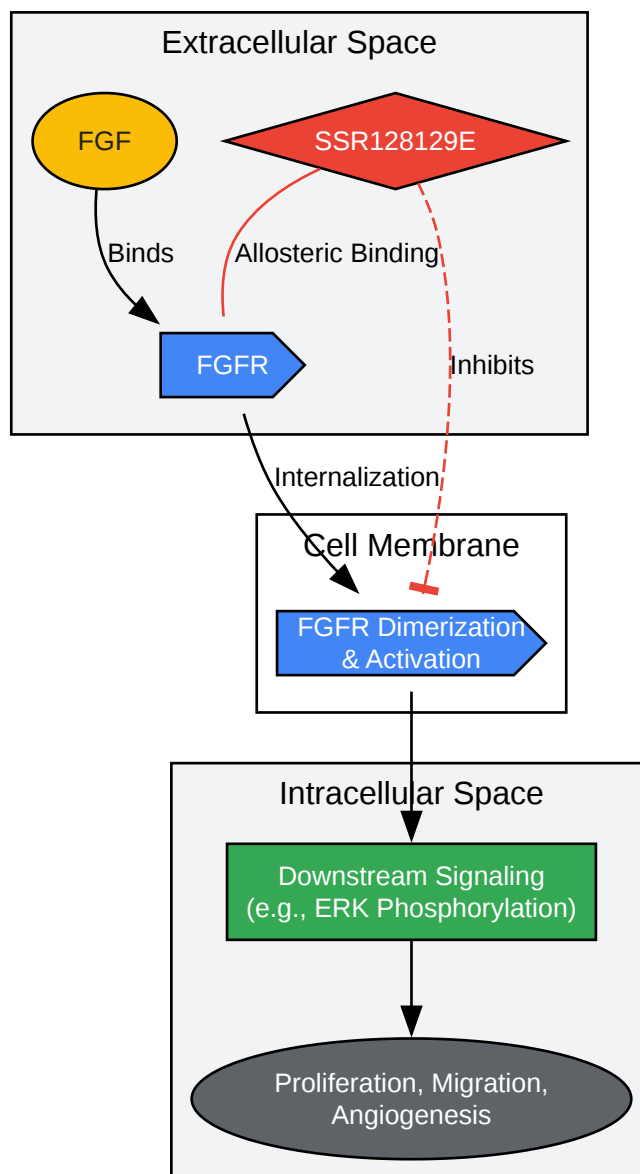 Extracellular Space
FGF
SSR128129E
Binds
Allosteric Binding
FGFR
Inhibits
Internalization
Cell Membrane
FGFR Dimerization
& Activation
Intracellular Space
Downstream Signaling
(e.g., ERK Phosphorylation)
Proliferation, Migration,
Angiogenesis